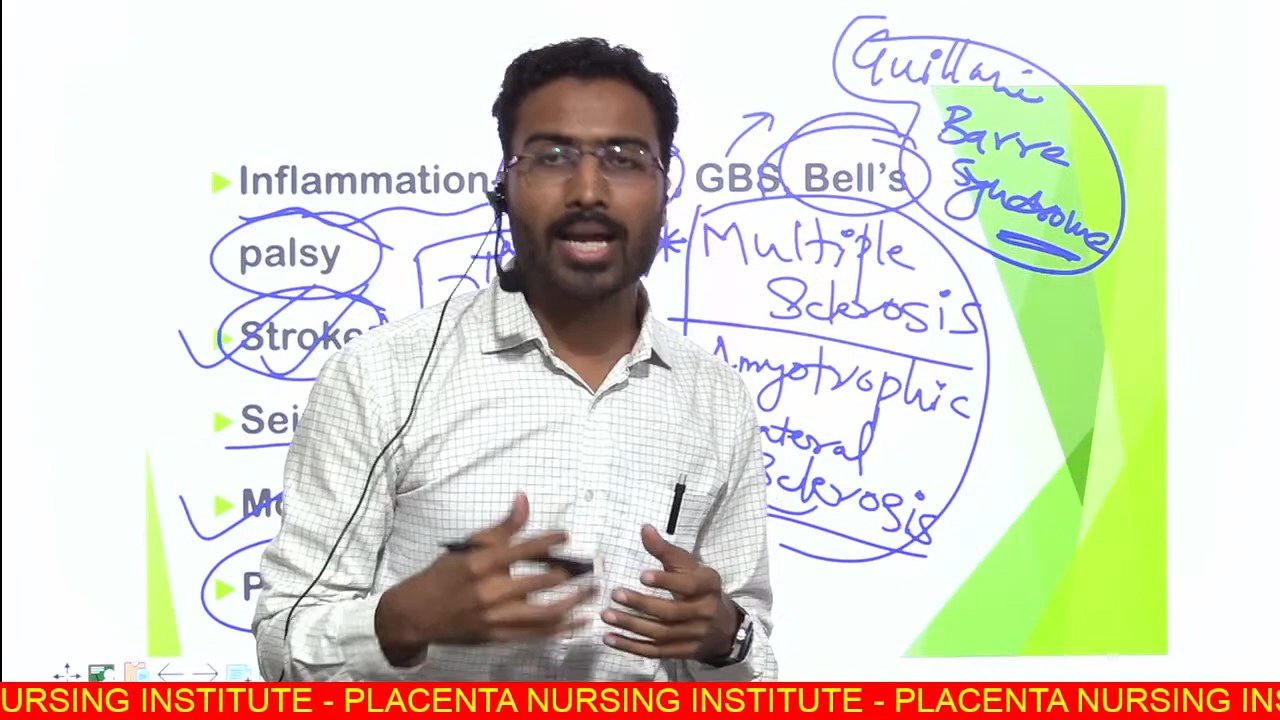 Guillani
Barre
Syndrome
Inflammation GBS Bell's
palsy
* Multiple
Sclerosis
Stroke
Amyotrophic
Lateral
Sclerosis
URSING INSTITUTE - PLACENTA NURSING INSTITUTE - PLACENTA NURSING INS